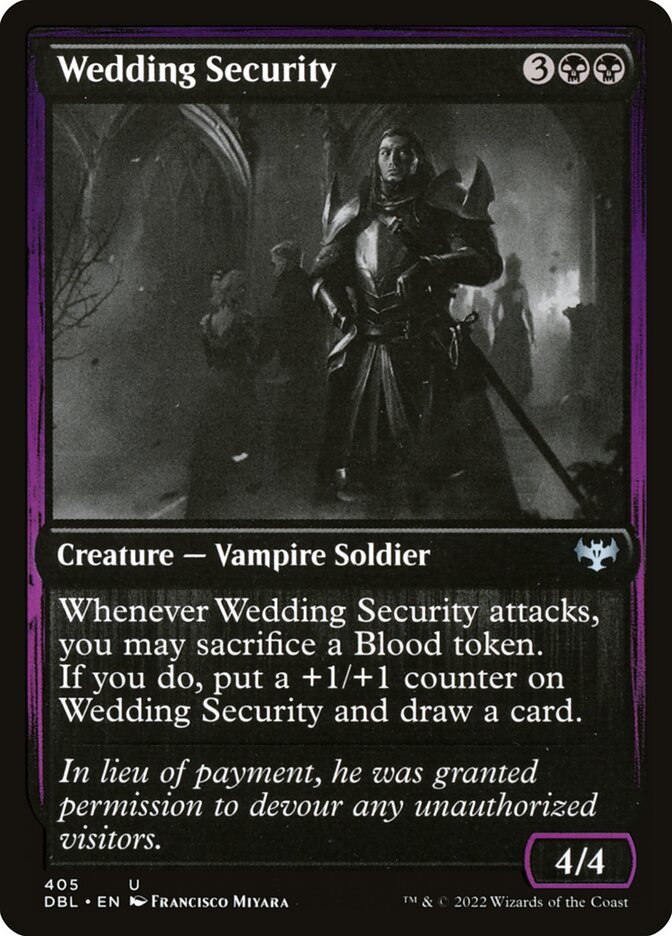 Wedding Security 3
Creature — Vampire Soldier
Whenever Wedding Security attacks,
you may sacrifice a Blood token.
If you do, put a +1/+1 counter on
Wedding Security and draw a card.
In lieu of payment, he was granted
permission to devour any unauthorized
visitors.
4/4
405 U
DBL • EN Francisco Miyara ™ & © 2022 Wizards of the Coast